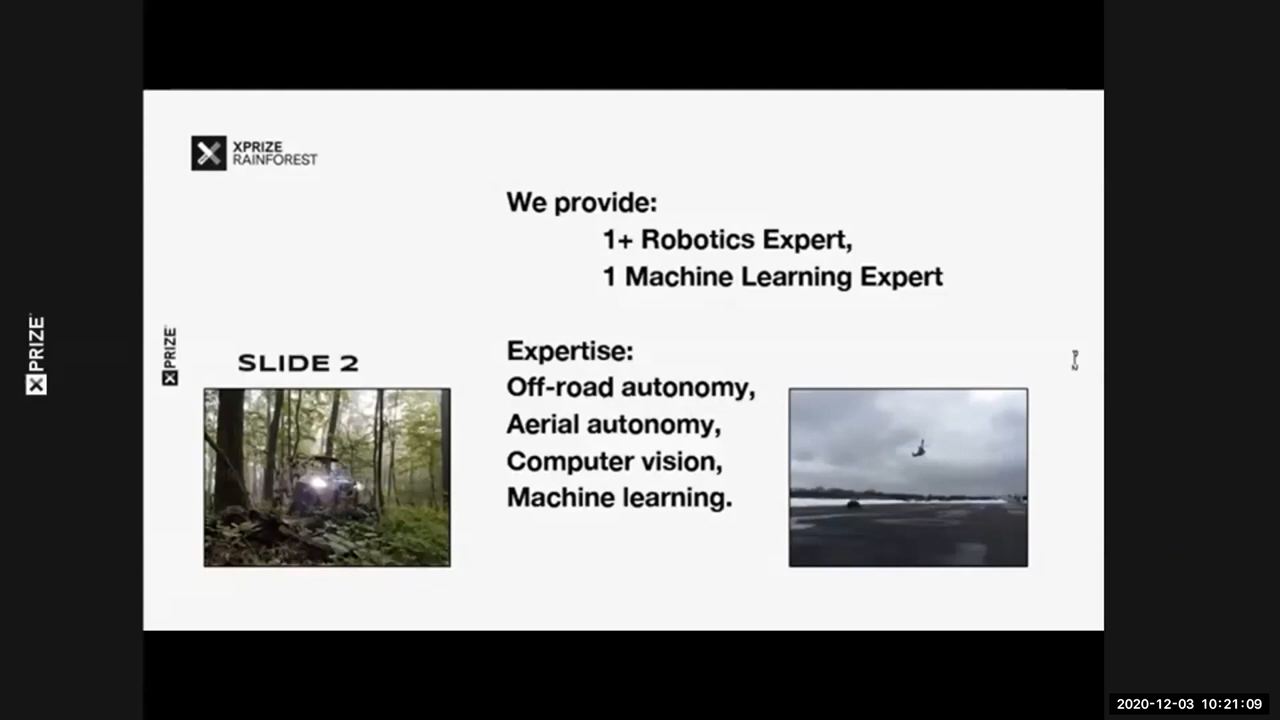 XPRIZE
RAINFOREST
We provide:
1+ Robotics Expert,
1 Machine Learning Expert
XPRIZE
XPRIZE
SLIDE 2
Expertise:
Off-road autonomy,
Aerial autonomy,
Computer vision,
Machine learning.
2020-12-03 10:21:09